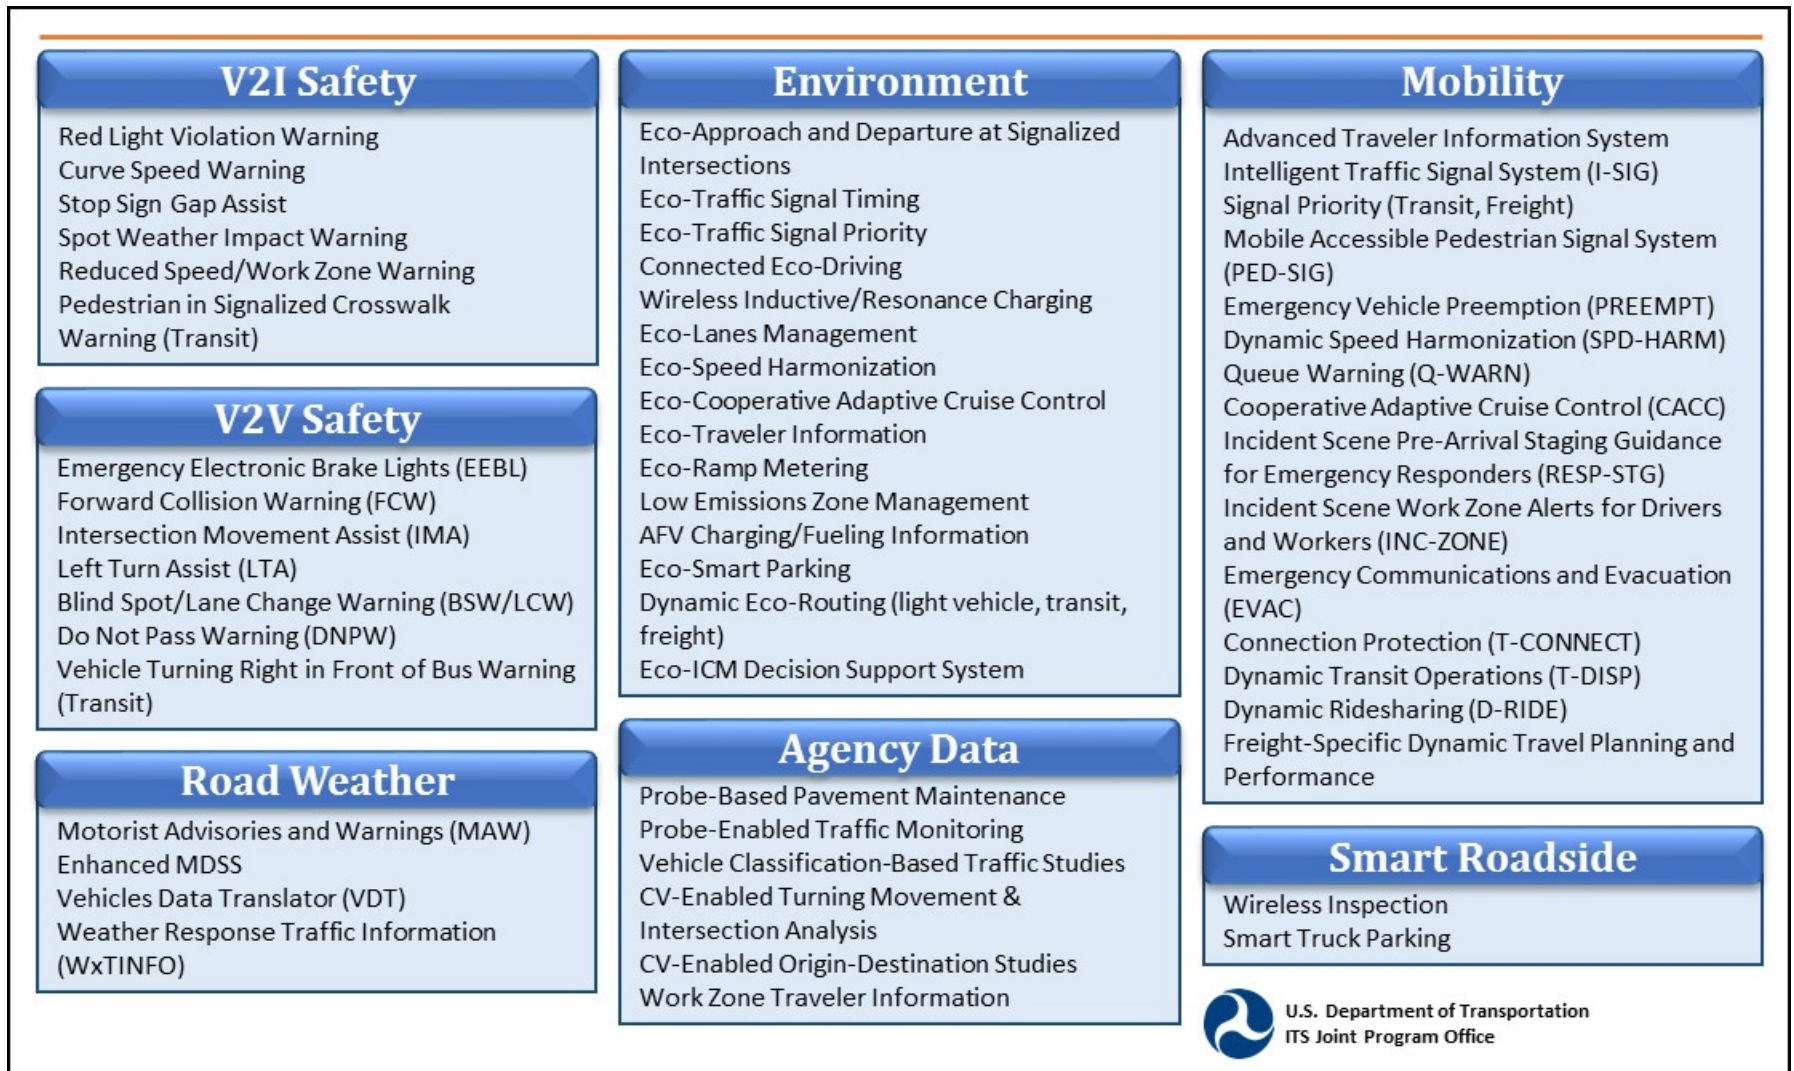 V2I Safety
Red Light Violation Warning
Curve Speed Warning
Stop Sign Gap Assist
Spot Weather Impact Warning
Reduced Speed/Work Zone Warning
Pedestrian in Signalized Crosswalk
Warning (Transit)
V2V Safety
Emergency Electronic Brake Lights (EEBL)
Forward Collision Warning (FCW)
Intersection Movement Assist (IMA)
Left Turn Assist (LTA)
Blind Spot/Lane Change Warning (BSW/LCW)
Do Not Pass Warning (DNPW)
Vehicle Turning Right in Front of Bus Warning
(Transit)
Road Weather
Motorist Advisories and Warnings (MAW)
Enhanced MDSS
Vehicles Data Translator (VDT)
Weather Response Traffic Information
(WxTINFO)
Environment
Eco-Approach and Departure at Signalized
Intersections
Eco-Traffic Signal Timing
Eco-Traffic Signal Priority
Connected Eco-Driving
Wireless Inductive/Resonance Charging
Eco-Lanes Management
Eco-Speed Harmonization
Eco-Cooperative Adaptive Cruise Control
Eco-Traveler Information
Eco-Ramp Metering
Low Emissions Zone Management
AFV Charging/Fueling Information
Eco-Smart Parking
Dynamic Eco-Routing (light vehicle, transit,
freight)
Eco-ICM Decision Support System
Agency Data
Probe-Based Pavement Maintenance
Probe-Enabled Traffic Monitoring
Vehicle Classification-Based Traffic Studies
CV-Enabled Turning Movement &
Intersection Analysis
CV-Enabled Origin-Destination Studies
Work Zone Traveler Information
Mobility
Advanced Traveler Information System
Intelligent Traffic Signal System (I-SIG)
Signal Priority (Transit, Freight)
Mobile Accessible Pedestrian Signal System
(PED-SIG)
Emergency Vehicle Preemption (PREEMPT)
Dynamic Speed Harmonization (SPD-HARM)
Queue Warning (Q-WARN)
Cooperative Adaptive Cruise Control (CACC)
Incident Scene Pre-Arrival Staging Guidance
for Emergency Responders (RESP-STG)
Incident Scene Work Zone Alerts for Drivers
and Workers (INC-ZONE)
Emergency Communications and Evacuation
(EVAC)
Connection Protection (T-CONNECT)
Dynamic Transit Operations (T-DISP)
Dynamic Ridesharing (D-RIDE)
Freight-Specific Dynamic Travel Planning and
Performance
Smart Roadside
Wireless Inspection
Smart Truck Parking
U.S. Department of Transportation
ITS Joint Program Office